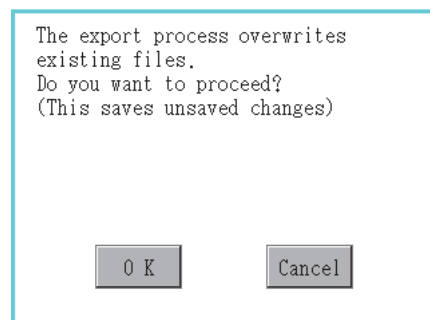 The export process overwrites
existing files.
Do you want to proceed?
(This saves unsaved changes)
O K
Cancel